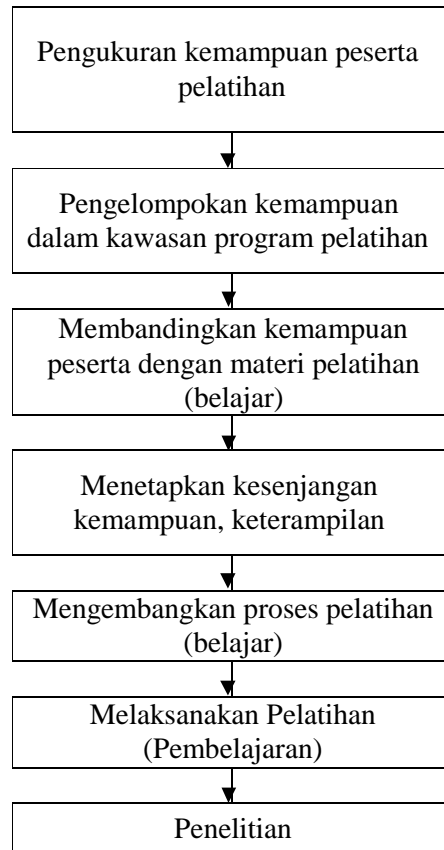 Pengukuran kemampuan peserta
pelatihan
Pengelompokan kemampuan
dalam kawasan program pelatihan
Membandingkan kemampuan
peserta dengan materi pelatihan
(belajar)
Menetapkan kesenjangan
kemampuan, keterampilan
Mengembangkan proses pelatihan
(belajar)
Melaksanakan Pelatihan
(Pembelajaran)
Penelitian